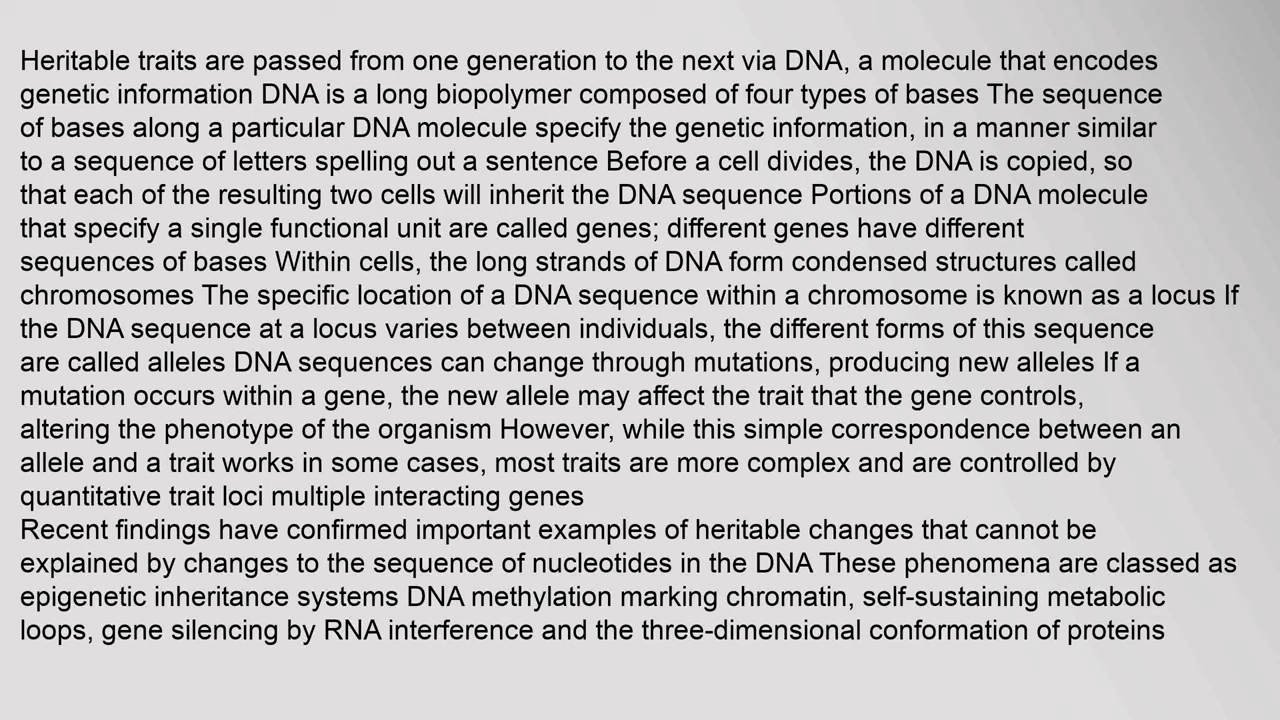 Heritable traits are passed from one generation to the next via DNA, a molecule that encodes
genetic information DNA is a long biopolymer composed of four types of bases The sequence
of bases along a particular DNA molecule specify the genetic information, in a manner similar
to a sequence of letters spelling out a sentence Before a cell divides, the DNA is copied, so
that each of the resulting two cells will inherit the DNA sequence Portions of a DNA molecule
that specify a single functional unit are called genes; different genes have different
sequences of bases Within cells, the long strands of DNA form condensed structures called
chromosomes The specific location of a DNA sequence within a chromosome is known as a locus If
the DNA sequence at a locus varies between individuals, the different forms of this sequence
are called alleles DNA sequences can change through mutations, producing new alleles If a
mutation occurs within a gene, the new allele may affect the trait that the gene controls,
altering the phenotype of the organism However, while this simple correspondence between an
allele and a trait works in some cases, most traits are more complex and are controlled by
quantitative trait loci multiple interacting genes
Recent findings have confirmed important examples of heritable changes that cannot be
explained by changes to the sequence of nucleotides in the DNA These phenomena are classed as
epigenetic inheritance systems DNA methylation marking chromatin, self-sustaining metabolic
loops, gene silencing by RNA interference and the three-dimensional conformation of proteins